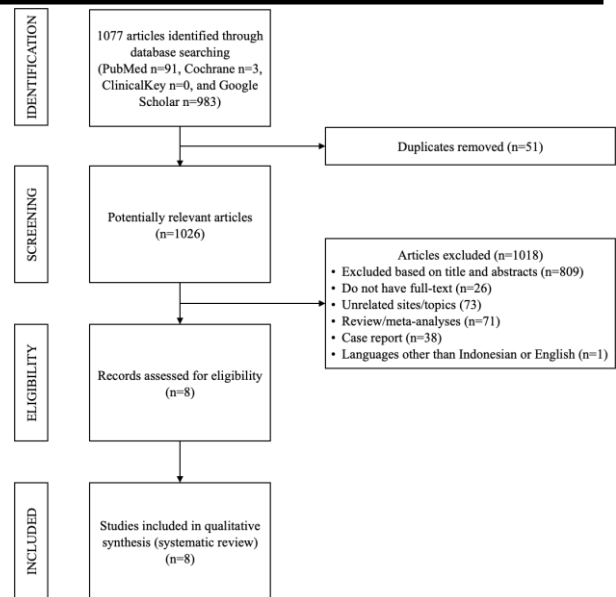 IDENTIFICATION
1077 articles identified through
database searching
(PubMed n=91, Cochrane n=3,
ClinicalKey n=0, and Google
Scholar n=983)
Duplicates removed (n=51)
SCREENING
Potentially relevant articles
(n=1026)
Articles excluded (n=1018)
• Excluded based on title and abstracts (n=809)
• Do not have full-text (n=26)
• Unrelated sites/topics (73)
• Review/meta-analyses (n=71)
• Case report (n=38)
• Languages other than Indonesian or English (n=1)
ELIGIBILITY
Records assessed for eligibility
(n=8)
INCLUDED
Studies included in qualitative
synthesis (systematic review)
(n=8)